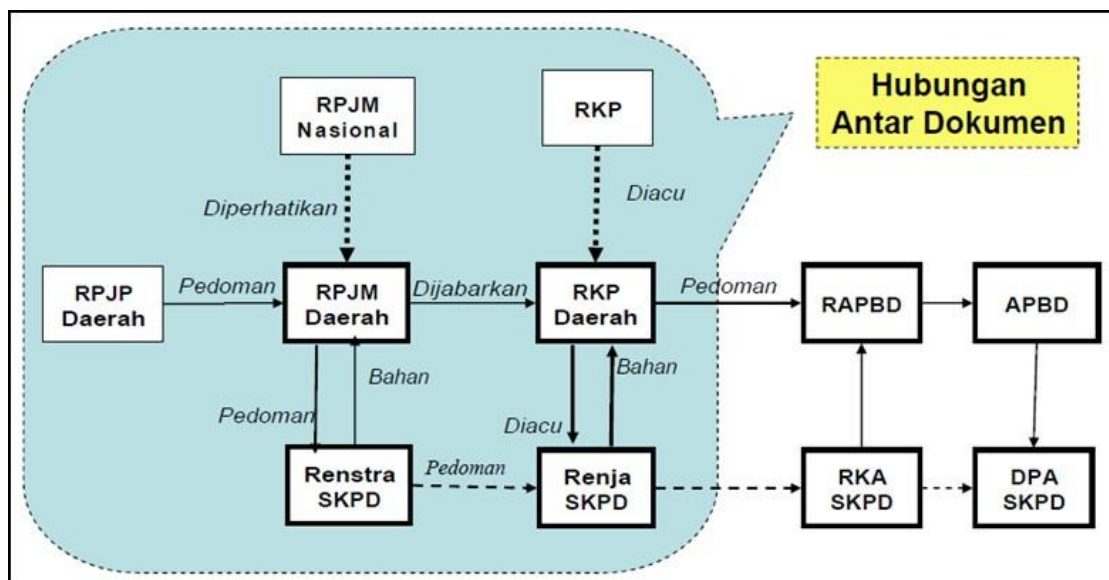 Hubungan
Antar Dokumen
RPJM
Nasional
RKP
Diperhatikan
Diacu
RPJP
Daerah
Pedoman
RPJM
Daerah
Dijabarkan
RKP
Daerah
Pedoman
RAPBD
APBD
Pedoman
Bahan
Diacu
Bahan
Renstra
SKPD
Pedoman
Renja
SKPD
RKA
SKPD
DPA
SKPD